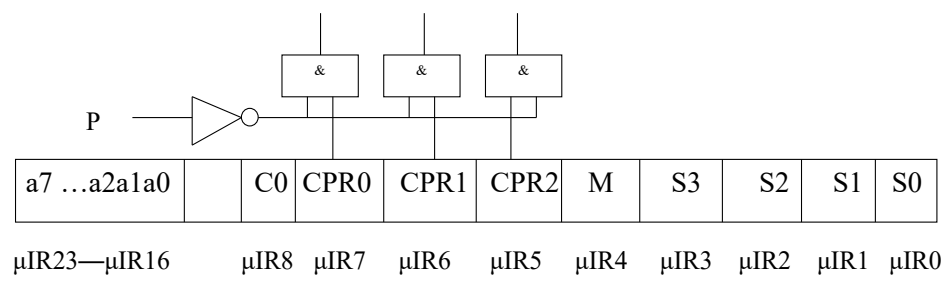 & & &
P
a7 …a2a1a0 C0 CPR0 CPR1 CPR2 M S3 S2 S1 S0
μIR23—μIR16 μIR8 μIR7 μIR6 μIR5 μIR4 μIR3 μIR2 μIR1 μIR0